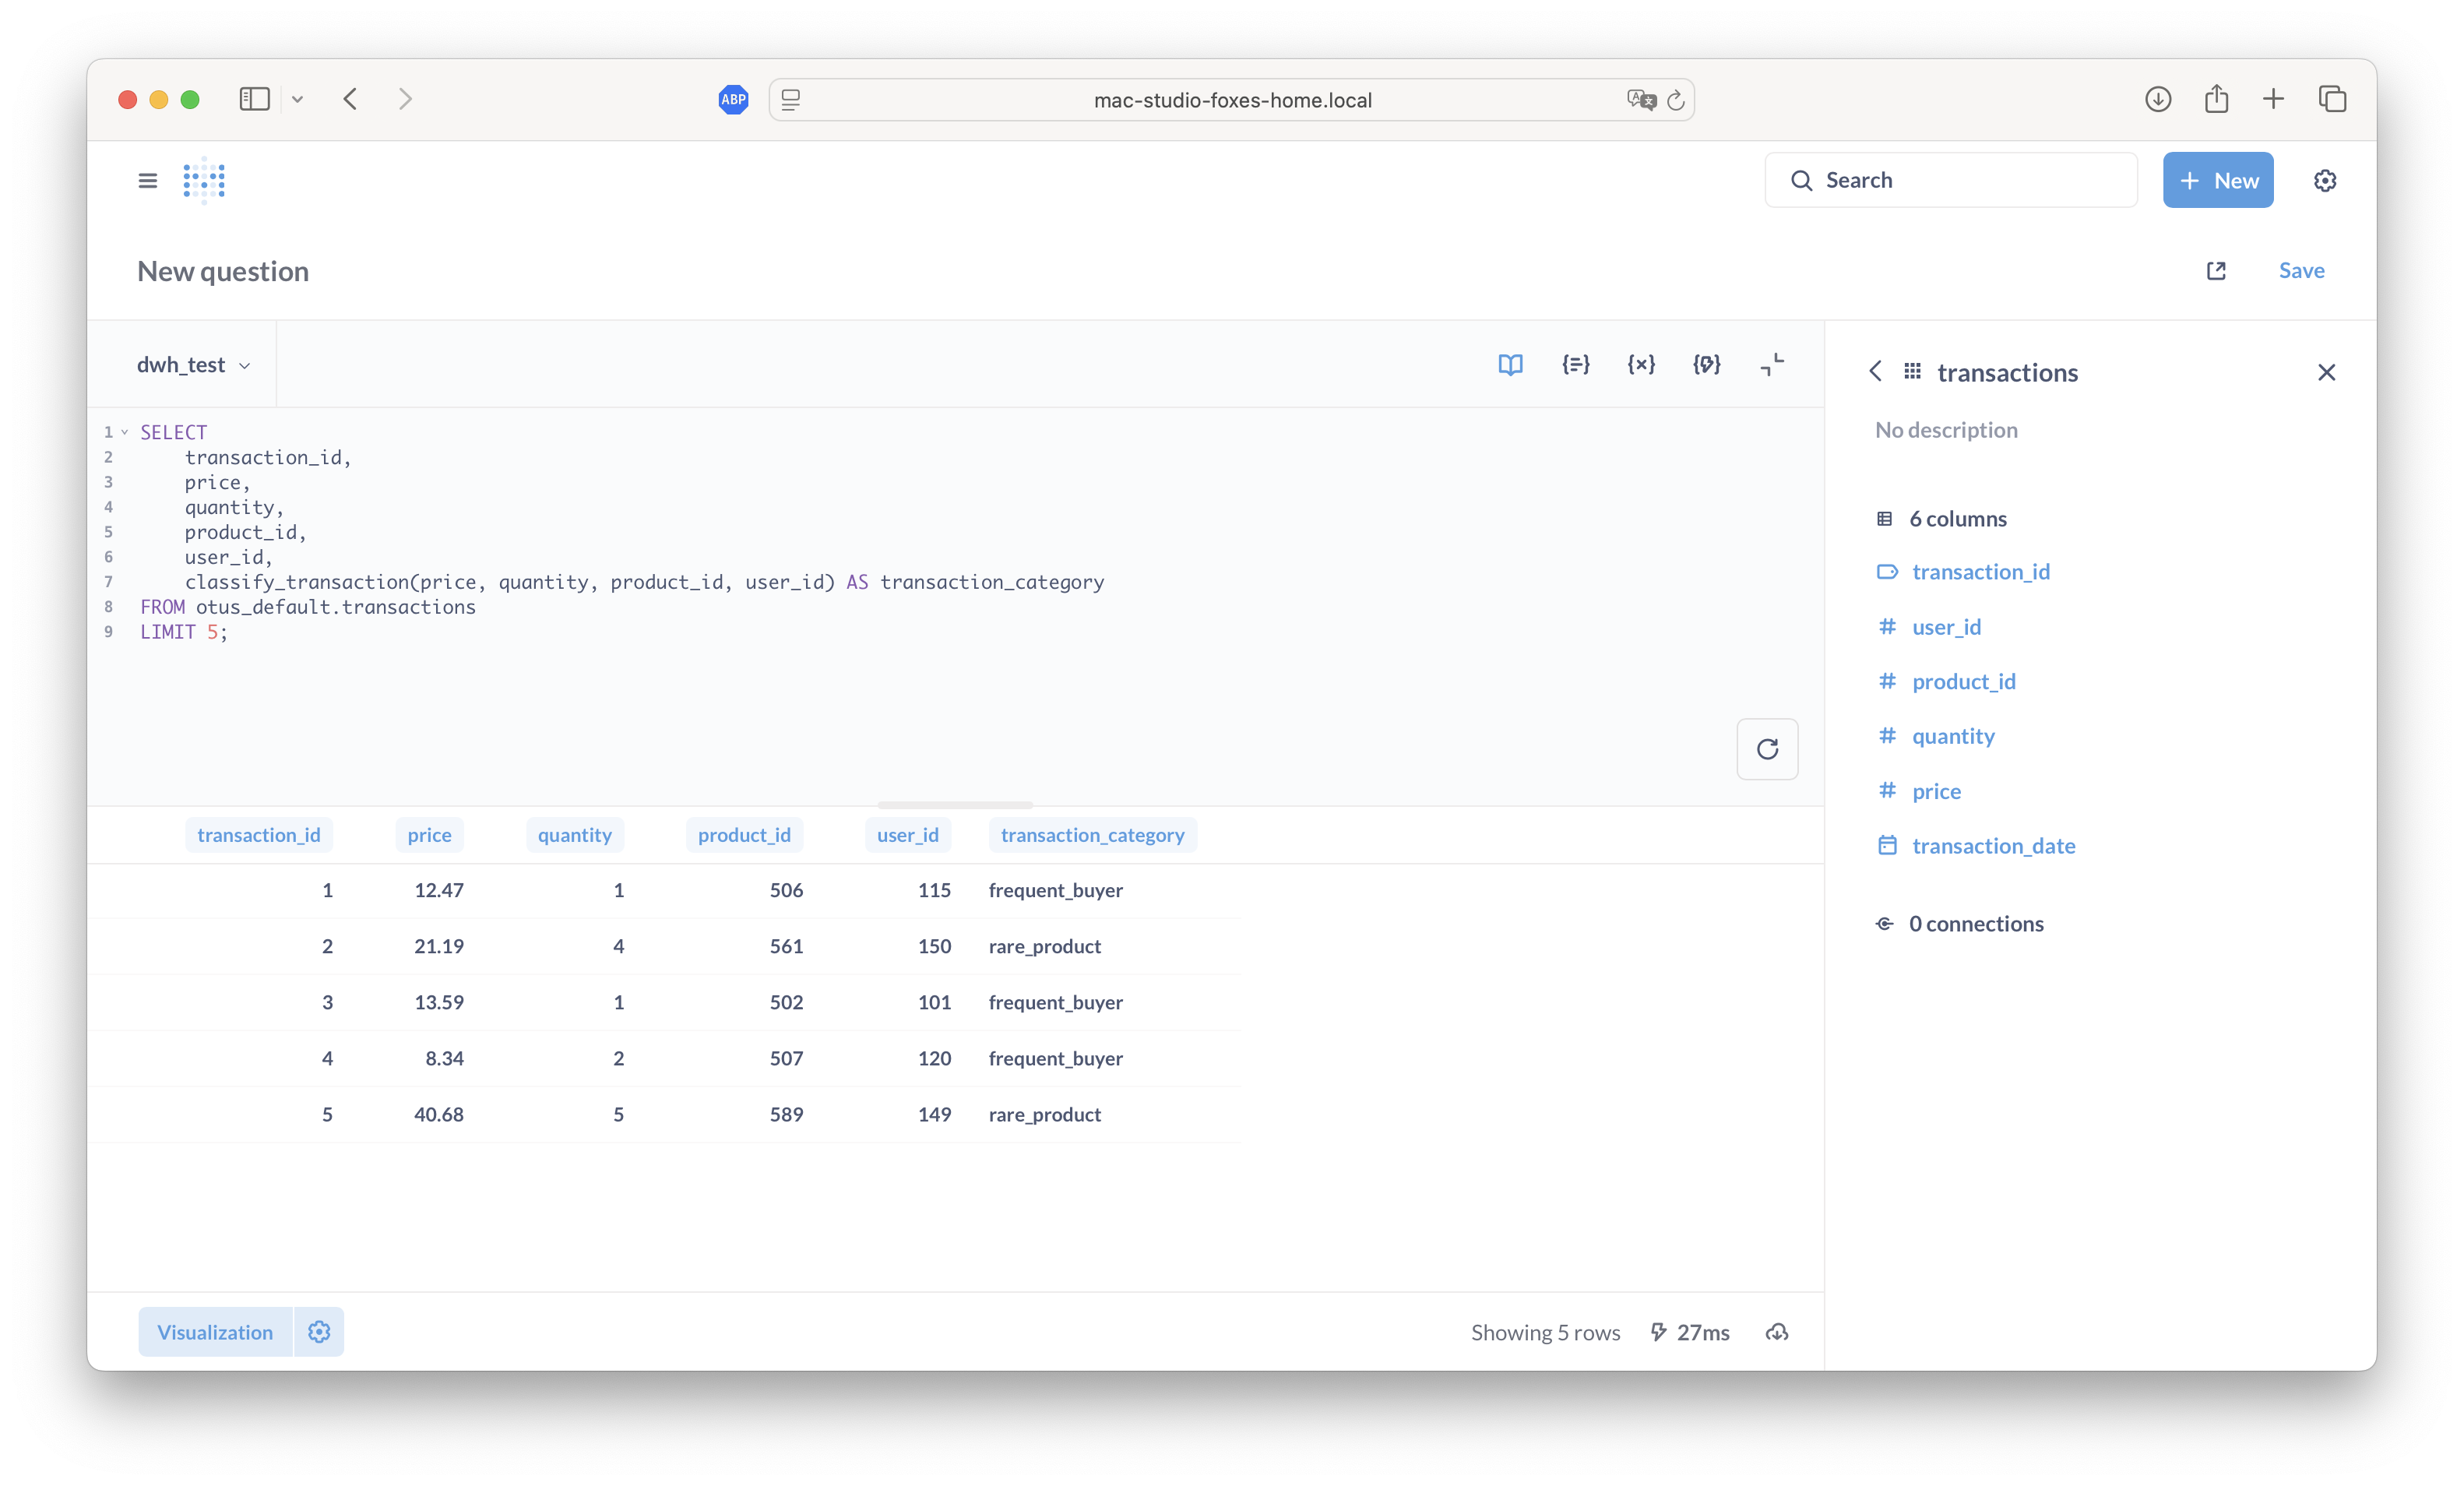 ABP
mac-studio-foxes-home.local
Search
+ New
New question
Save
dwh_test
1 SELECT
2 transaction_id,
3 price,
4 quantity,
5 product_id,
6 user_id,
7 classify_transaction(price, quantity, product_id, user_id) AS transaction_category
8 FROM otus_default.transactions
9 LIMIT 5;
transaction_id price quantity product_id user_id transaction_category
1 12.47 1 506 115 frequent_buyer
2 21.19 4 561 150 rare_product
3 13.59 1 502 101 frequent_buyer
4 8.34 2 507 120 frequent_buyer
5 40.68 5 589 149 rare_product
Visualization
Showing 5 rows 27ms
transactions
No description
6 columns
transaction_id
# user_id
# product_id
# quantity
# price
transaction_date
0 connections